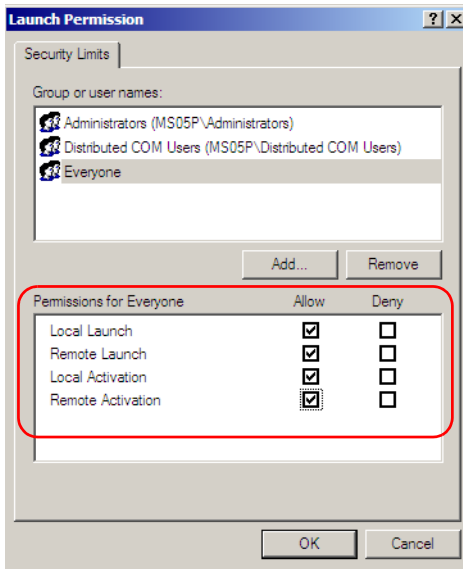 Launch Permission
Security Limits
Group or user names:
Administrators (MS05P\Administrators)
Distributed COM Users (MS05P\Distributed COM Users)
Everyone
Add... Remove
Permissions for Everyone Allow Deny
Local Launch
Remote Launch
Local Activation
Remote Activation
OK Cancel